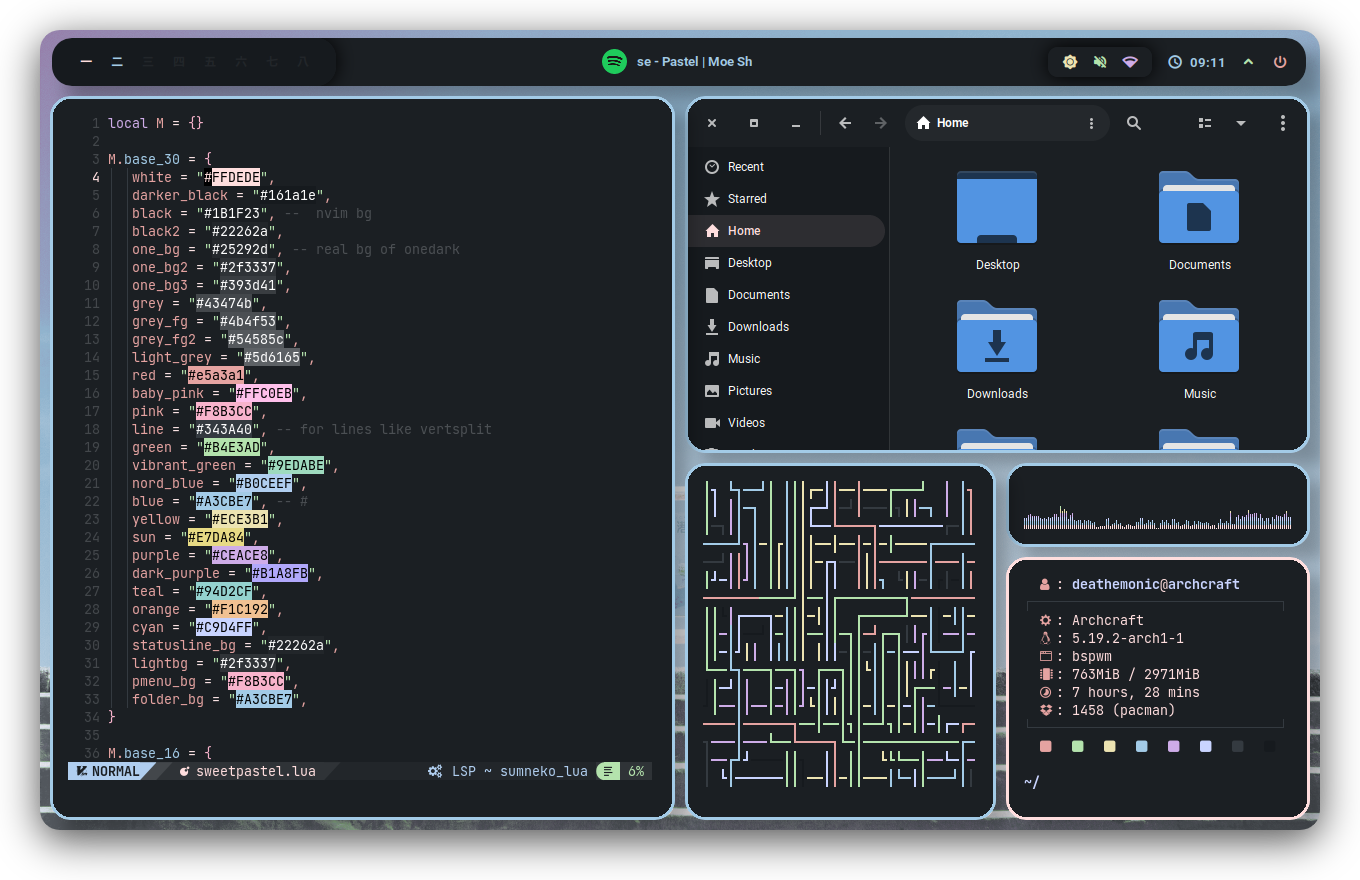 一 二 三 四 五 六 七 八
se - Pastel | Moe Sh
09:11
1 local M = {}
2
3 M.base_30 = {
4 white = "#FFDEDE",
5 darker_black = "#161a1e",
6 black = "#1B1F23", --  nvim bg
7 black2 = "#22262a",
8 one_bg = "#25292d", -- real bg of onedark
9 one_bg2 = "#2f3337",
10 one_bg3 = "#393d41",
11 grey = "#43474b",
12 grey_fg = "#4b4f53",
13 grey_fg2 = "#54585c",
14 light_grey = "#5d6165",
15 red = "#e5a3a1",
16 baby_pink = "#FFC0EB",
17 pink = "#F8B3CC",
18 line = "#343A40", -- for lines like vertsplit
19 green = "#B4E3AD",
20 vibrant_green = "#9EDABE",
21 nord_blue = "#B0CEEF",
22 blue = "#A3CBE7", -- #
23 yellow = "#ECE3B1",
24 sun = "#E7DA84",
25 purple = "#CEACE8",
26 dark_purple = "#B1A8FB",
27 teal = "#94D2CF",
28 orange = "#F1C192",
29 cyan = "#C9D4FF",
30 statusline_bg = "#22262a",
31 lightbg = "#2f3337",
32 pmenu_bg = "#F8B3CC",
33 folder_bg = "#A3CBE7",
34 }
35
36 M.base_16 = {
NORMAL sweetpastel.lua LSP ~ sumneko_lua 6%
Home
Recent
Starred
Home
Desktop
Documents
Downloads
Music
Pictures
Videos
Desktop
Documents
Downloads
Music
: deathemonic@archcraft
: Archcraft
: 5.19.2-arch1-1
: bspwm
: 763MiB / 2971MiB
: 7 hours, 28 mins
: 1458 (pacman)
~/